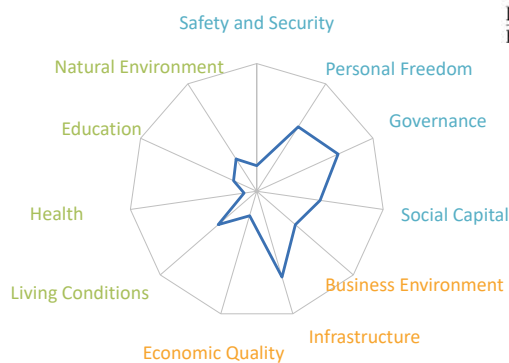 Safety and Security
Natural Environment
Personal Freedom
Education
Governance
Health
Social Capital
Living Conditions
Business Environment
Infrastructure
Economic Quality